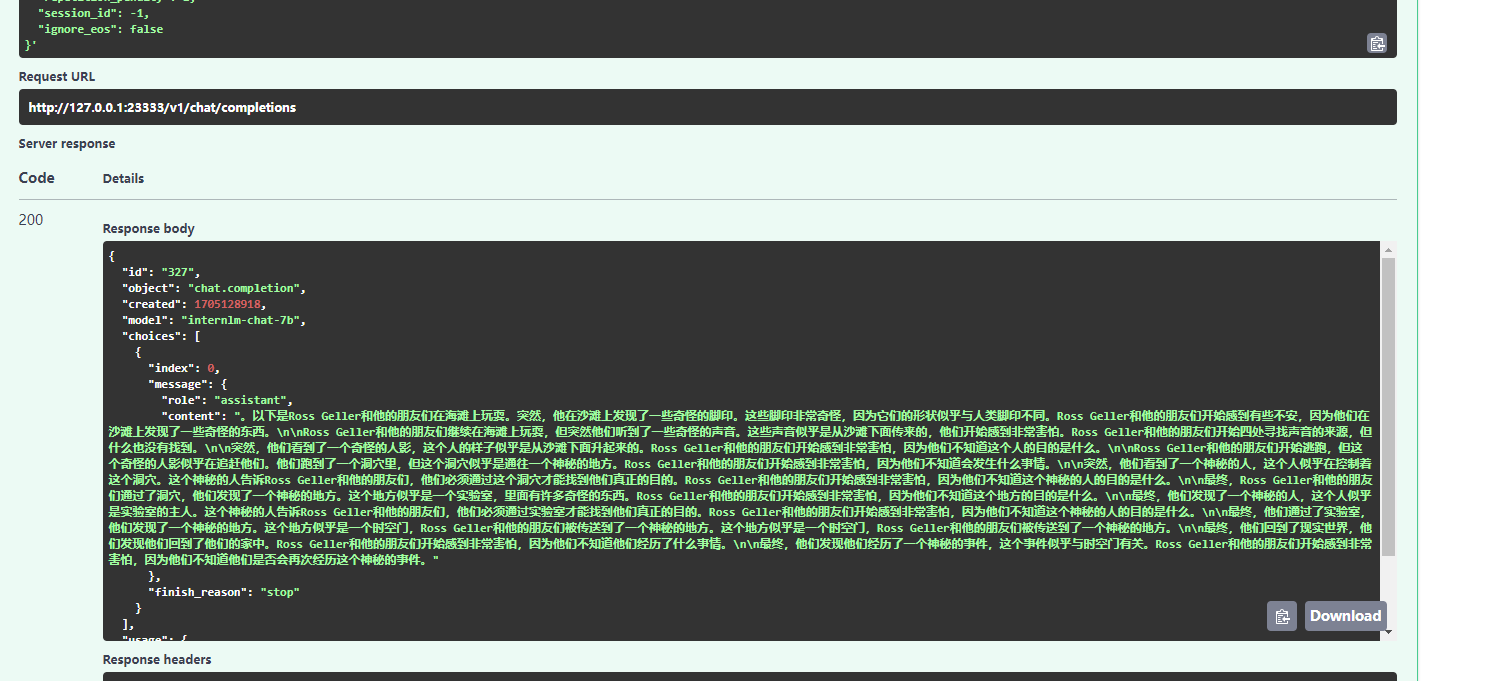 "session_id": -1,
"ignore_eos": false
}'
Request URL
http://127.0.0.1:23333/v1/chat/completions
Server response
Code Details
200
Response body
{
"id": "327",
"object": "chat.completion",
"created": 1705128918,
"model": "internlm-chat-7b",
"choices": [
{
"index": 0,
"message": {
"role": "assistant",
"content": "。以下是Ross Geller和他的朋友们在海滩上玩耍。突然，他在沙滩上发现了一些奇怪的脚印。这些脚印非常奇怪，因为它们的形状似乎与人类脚印不同。Ross Geller和他的朋友们开始感到有些不安，因为他们在
沙滩上发现了一些奇怪的东西。\n\nRoss Geller和他的朋友们继续在海滩上玩耍，但突然他们听到了一些奇怪的声音。这些声音似乎是从沙滩下面传来的，他们开始感到非常害怕。Ross Geller和他的朋友们开始四处寻找声音的来源，但
什么也没有找到。\n\n突然，他们看到了一个奇怪的人影，这个人的样子似乎是从沙滩下面升起来的。Ross Geller和他的朋友们开始感到非常害怕，因为他们不知道这个人的目的是什么。\n\nRoss Geller和他的朋友们开始逃跑，但这
个奇怪的人影似乎在追赶他们。他们跑到了一个洞穴里，但这个洞穴似乎是通往一个神秘的地方。Ross Geller和他的朋友们开始感到非常害怕，因为他们不知道会发生什么事情。\n\n突然，他们看到了一个神秘的人，这个人似乎在控制着
这个洞穴。这个神秘的人告诉Ross Geller和他的朋友们，他们必须通过这个洞穴才能找到他们真正的目的。Ross Geller和他的朋友们开始感到非常害怕，因为他们不知道这个神秘的人的目的是什么。\n\n最终，Ross Geller和他的朋友
们通过了洞穴，他们发现了一个神秘的地方。这个地方似乎是一个实验室，里面有许多奇怪的东西。Ross Geller和他的朋友们开始感到非常害怕，因为他们不知道这个地方的目的是什么。\n\n最终，他们发现了一个神秘的人，这个人似乎
是实验室的主人。这个神秘的人告诉Ross Geller和他的朋友们，他们必须通过实验室才能找到他们真正的目的。Ross Geller和他的朋友们开始感到非常害怕，因为他们不知道这个神秘的人的目的是什么。\n\n最终，他们通过了实验室，
他们发现了一个神秘的地方。这个地方似乎是一个时空门，Ross Geller和他的朋友们被传送到了一个神秘的地方。这个地方似乎是一个时空门，Ross Geller和他的朋友们被传送到了一个神秘的地方。\n\n最终，他们回到了现实世界，他
们发现他们回到了他们的家中。Ross Geller和他的朋友们开始感到非常害怕，因为他们不知道他们经历了什么事情。\n\n最终，他们发现他们经历了一个神秘的事件，这个事件似乎与时空门有关。Ross Geller和他的朋友们开始感到非常
害怕，因为他们不知道他们是否会再次经历这个神秘的事件。"
},
"finish_reason": "stop"
}
],
"usage": {
Download
Response headers